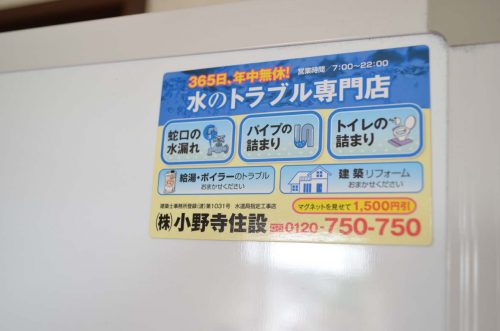 365日、年中無休! 営業時間/7:00~22:00
水のトラブル専門店
蛇口の
水漏れ
パイプの
詰まり
トイレの
詰まり
給湯・ボイラーのトラブル
おまかせください
建築リフォーム
おまかせください
建築士事務所登録(渡)第1031号 水道局指定工事店
マグネットを見せて1,500円引
(株)小野寺住設 0120-750-750